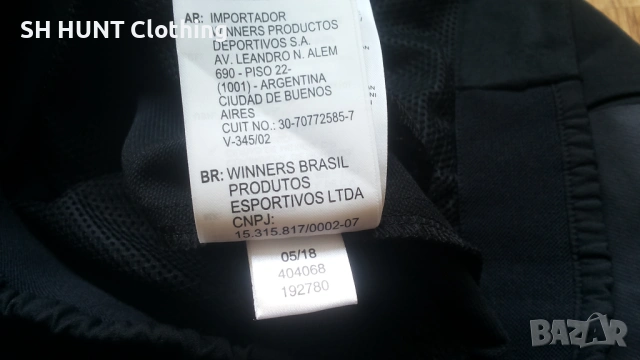 SH HUNT Clothing
AR: IMPORTADOR
WINNERS PRODUCTOS
DEPORTIVOS S.A.
AV. LEANDRO N. ALEM
690 - PISO 22-
(1001) - ARGENTINA
CIUDAD DE BUENOS
AIRES
CUIT NO.: 30-70772585-7
V-345/02
BR: WINNERS BRASIL
PRODUTOS
ESPORTIVOS LTDA
CNPJ:
15.315.817/0002-07
05/18
404068
192780
BAZAR